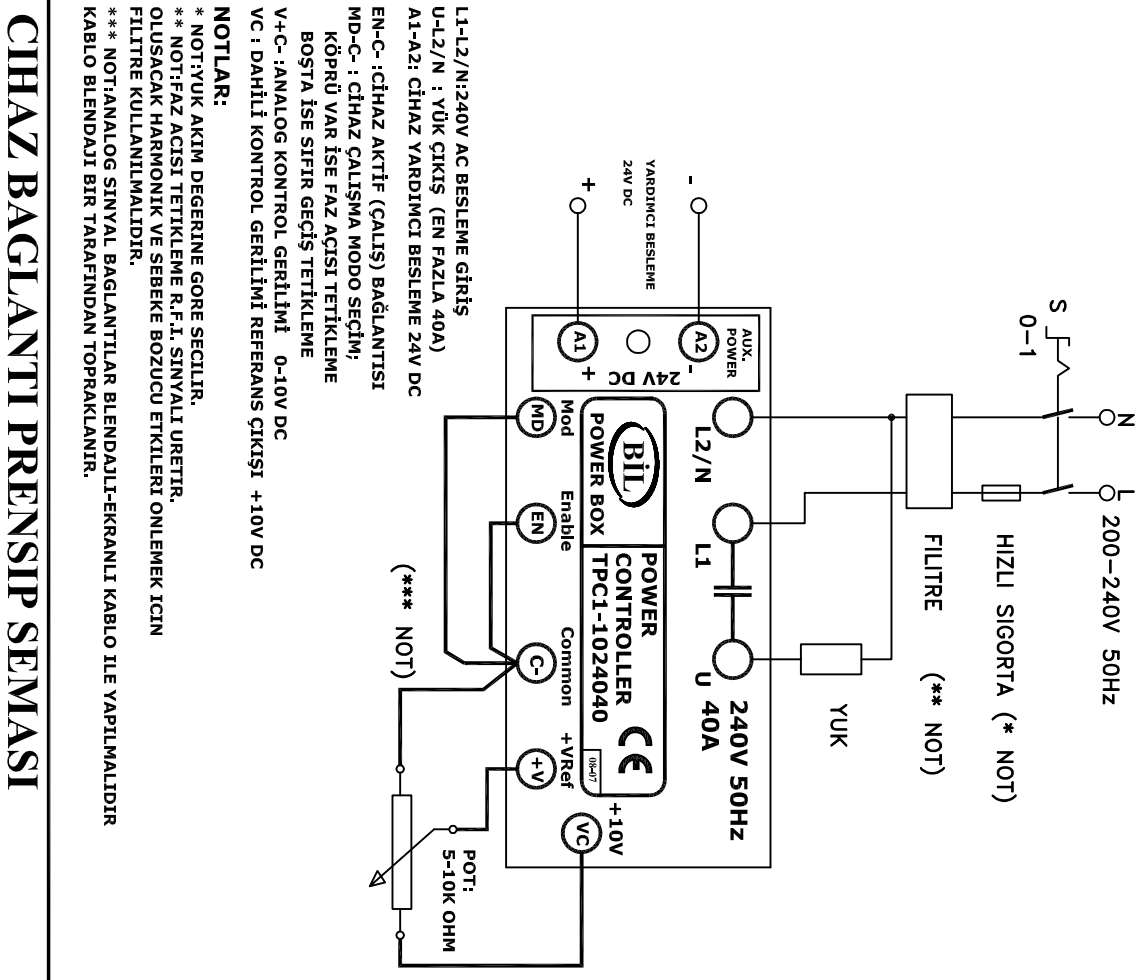 N
L 200-240V 50Hz
S
0-1
HIZLI SIGORTA (* NOT)
FILITRE (** NOT)
YUK
240V 50Hz
L2/N
L1
U 40A
AUX.
POWER
A2
-
-
24V DC
A1
+
+
YARDIMCI BESLEME
24V DC
BİL
POWER BOX
POWER
CONTROLLER
TPC1-1024040
CE
08-07
+10V
VC
Mod
Enable
Common
+VRef
MD
EN
C-
+V
POT:
5-10K OHM
(*** NOT)
L1-L2/N:240V AC BESLEME GİRİŞ
U-L2/N : YÜK ÇIKIŞ (EN FAZLA 40A)
A1-A2: CİHAZ YARDIMCI BESLEME 24V DC
EN-C- :CİHAZ AKTİF (ÇALIŞ) BAĞLANTISI
MD-C- : CİHAZ ÇALIŞMA MODO SEÇİM;
KÖPRÜ VAR İSE FAZ AÇISI TETİKLEME
BOŞTA İSE SIFIR GEÇİŞ TETİKLEME
V+C- :ANALOG KONTROL GERİLİMİ 0-10V DC
VC : DAHİLİ KONTROL GERİLİMİ REFERANS ÇIKIŞI +10V DC
NOTLAR:
* NOT:YUK AKIM DEGERINE GORE SECILIR.
** NOT:FAZ ACISI TETIKLEME R.F.I. SINYALI URETIR.
OLUSACAK HARMONIK VE SEBEKE BOZUCU ETKILERI ONLEMEK ICIN
FILITRE KULLANILMALIDIR.
*** NOT:ANALOG SINYAL BAGLANTILAR BLENDAJLI-EKRANLI KABLO ILE YAPILMALIDIR
KABLO BLENDAJI BIR TARAFINDAN TOPRAKLANIR.
CIHAZ BAGLANTI PRENSIP SEMASI